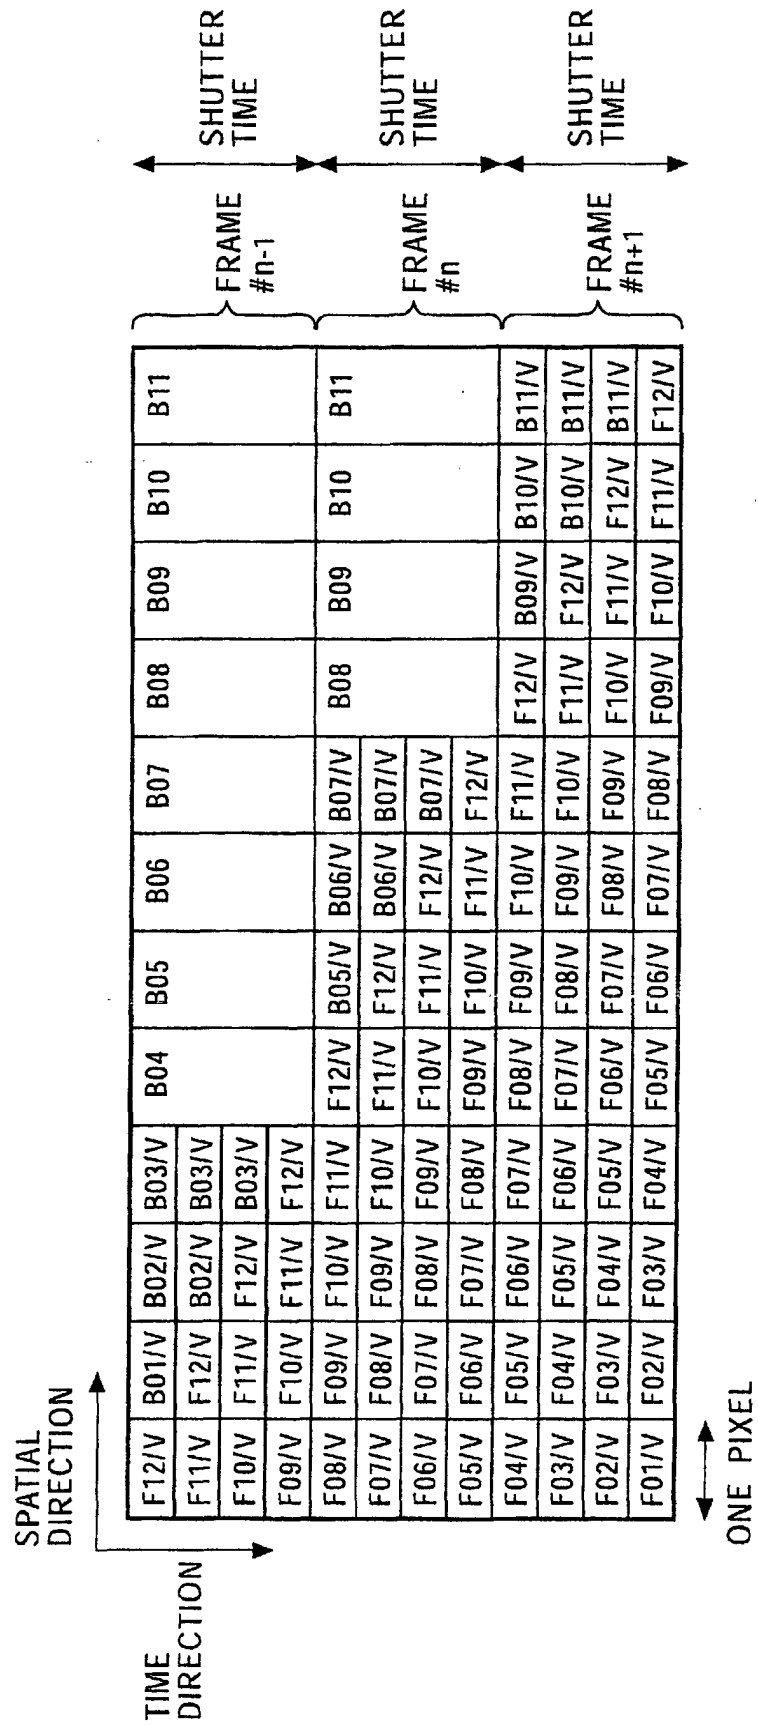 SPATIAL
DIRECTION
TIME
DIRECTION
F12/V B01/V B02/V B03/V B04 B05 B06 B07 B08 B09 B10 B11
F11/V F12/V B02/V B03/V
F10/V F11/V F12/V B03/V
F09/V F10/V F11/V F12/V
FRAME
#n-1
SHUTTER
TIME
F08/V F09/V F10/V F11/V F12/V B05/V B06/V B07/V B08 B09 B10 B11
F07/V F08/V F09/V F10/V F11/V F12/V B06/V B07/V
F06/V F07/V F08/V F09/V F10/V F11/V F12/V B07/V
F05/V F06/V F07/V F08/V F09/V F10/V F11/V F12/V
FRAME
#n
SHUTTER
TIME
F04/V F05/V F06/V F07/V F08/V F09/V F10/V F11/V F12/V B09/V B10/V B11/V
F03/V F04/V F05/V F06/V F07/V F08/V F09/V F10/V F11/V F12/V B10/V B11/V
F02/V F03/V F04/V F05/V F06/V F07/V F08/V F09/V F10/V F11/V F12/V B11/V
F01/V F02/V F03/V F04/V F05/V F06/V F07/V F08/V F09/V F10/V F11/V F12/V
FRAME
#n+1
SHUTTER
TIME
ONE PIXEL